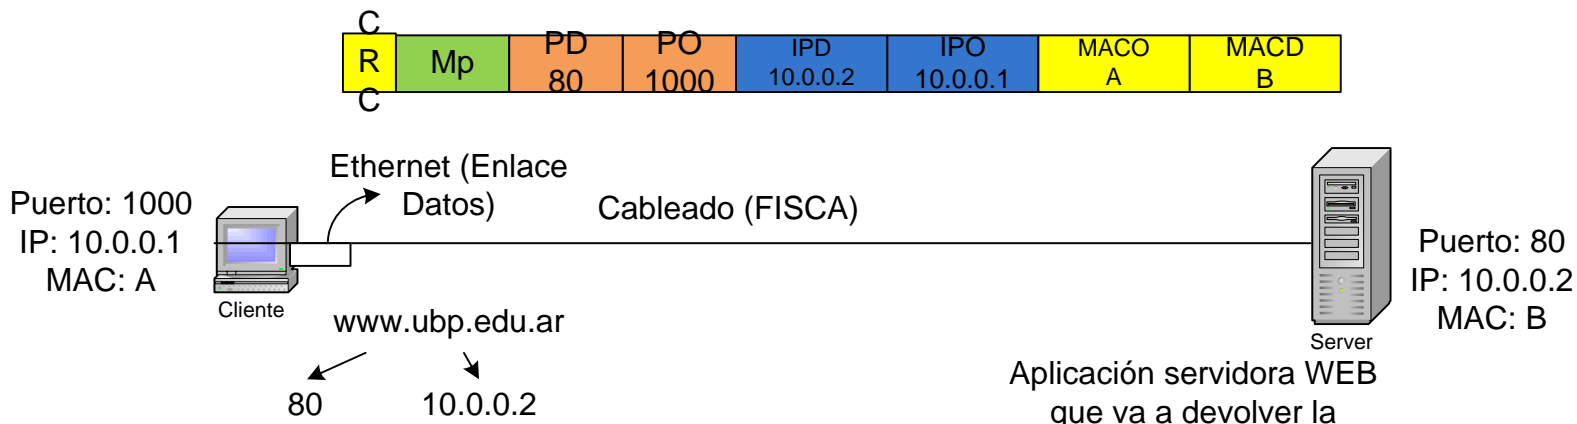 C
R
C
Mp
PD
80
PO
1000
IPD
10.0.0.2
IPO
10.0.0.1
MACO
A
MACD
B
Ethernet (Enlace
Datos)
Cableado (FISCA)
Puerto: 1000
IP: 10.0.0.1
MAC: A
Cliente
www.ubp.edu.ar
80
10.0.0.2
Puerto: 80
IP: 10.0.0.2
MAC: B
Server
Aplicación servidora WEB
que va a devolver la